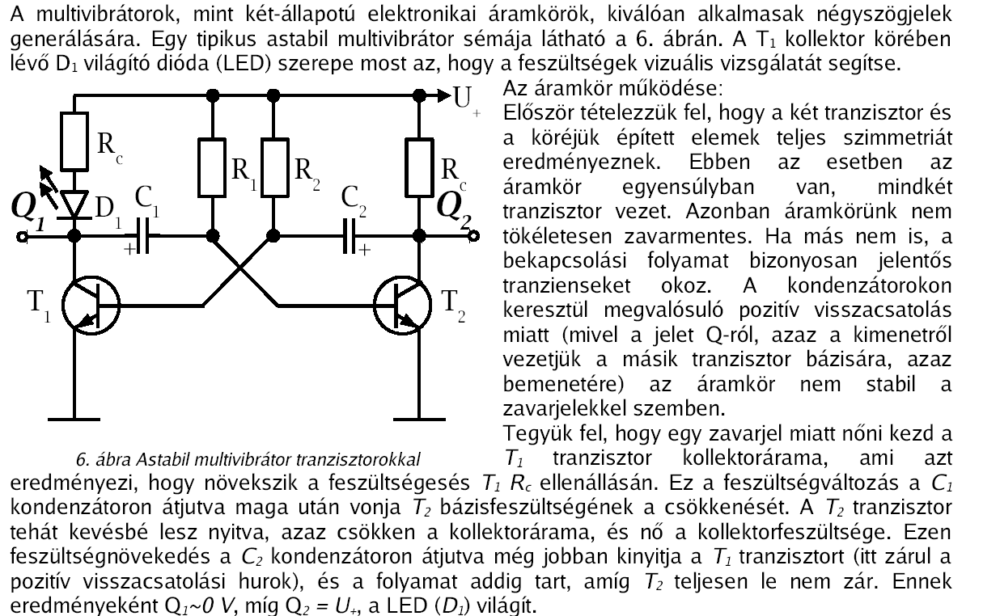 A multivibrátorok, mint két-állapotú elektronikai áramkörök, kiválóan alkalmasak négyszögjelek
generálására. Egy tipikus astabil multivibrátor sémája látható a 6. ábrán. A T1 kollektor körében
lévő D1 világító dióda (LED) szerepe most az, hogy a feszültségek vizuális vizsgálatát segítse.
U+
Rc
R1
R2
Rc
Q1
D1
C1
C2
Q2
+
+
T1
T2
6. ábra Astabil multivibrátor tranzisztorokkal
Az áramkör működése:
Először tételezzük fel, hogy a két tranzisztor és
a köréjük épített elemek teljes szimmetriát
eredményeznek. Ebben az esetben az
áramkör egyensúlyban van, mindkét
tranzisztor vezet. Azonban áramkörünk nem
tökéletesen zavarmentes. Ha más nem is, a
bekapcsolási folyamat bizonyosan jelentős
tranzienseket okoz. A kondenzátorokon
keresztül megvalósuló pozitív visszacsatolás
miatt (mivel a jelet Q-ról, azaz a kimenetről
vezetjük a másik tranzisztor bázisára, azaz
bemenetére) az áramkör nem stabil a
zavarjelekkel szemben.
Tegyük fel, hogy egy zavarjel miatt nőni kezd a
T1 tranzisztor kollektorárama, ami azt
eredményezi, hogy növekszik a feszültségesés T1 Rc ellenállásán. Ez a feszültségváltozás a C1
kondenzátoron átjutva maga után vonja T2 bázisfeszültségének a csökkenését. A T2 tranzisztor
tehát kevésbé lesz nyitva, azaz csökken a kollektorárama, és nő a kollektorfeszültsége. Ezen
feszültségnövekedés a C2 kondenzátoron átjutva még jobban kinyitja a T1 tranzisztort (itt zárul a
pozitív visszacsatolási hurok), és a folyamat addig tart, amíg T2 teljesen le nem zár. Ennek
eredményeként Q1~0 V, míg Q2 = U+, a LED (D1) világít.